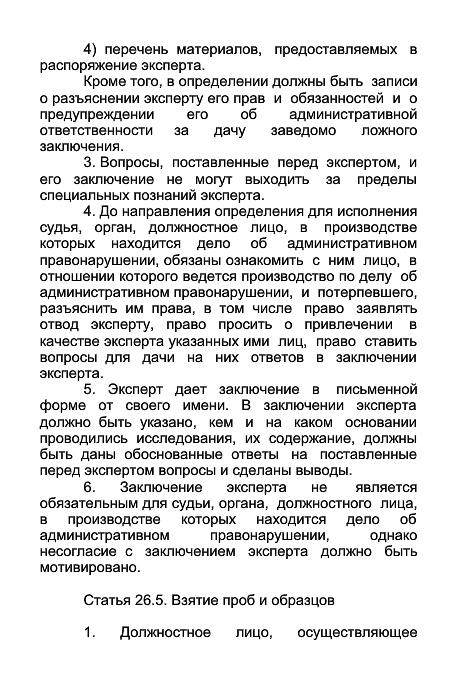 4) перечень материалов, предоставляемых в
распоряжение эксперта.
Кроме того, в определении должны быть записи
о разъяснении эксперту его прав и обязанностей и о
предупреждении его об административной
ответственности за дачу заведомо ложного
заключения.
3. Вопросы, поставленные перед экспертом, и
его заключение не могут выходить за пределы
специальных познаний эксперта.
4. До направления определения для исполнения
судья, орган, должностное лицо, в производстве
которых находится дело об административном
правонарушении, обязаны ознакомить с ним лицо, в
отношении которого ведется производство по делу об
административном правонарушении, и потерпевшего,
разъяснить им права, в том числе право заявлять
отвод эксперту, право просить о привлечении в
качестве эксперта указанных ими лиц, право ставить
вопросы для дачи на них ответов в заключении
эксперта.
5. Эксперт дает заключение в письменной
форме от своего имени. В заключении эксперта
должно быть указано, кем и на каком основании
проводились исследования, их содержание, должны
быть даны обоснованные ответы на поставленные
перед экспертом вопросы и сделаны выводы.
6. Заключение эксперта не является
обязательным для судьи, органа, должностного лица,
в производстве которых находится дело об
административном правонарушении, однако
несогласие с заключением эксперта должно быть
мотивировано.
Статья 26.5. Взятие проб и образцов
1. Должностное лицо, осуществляющее